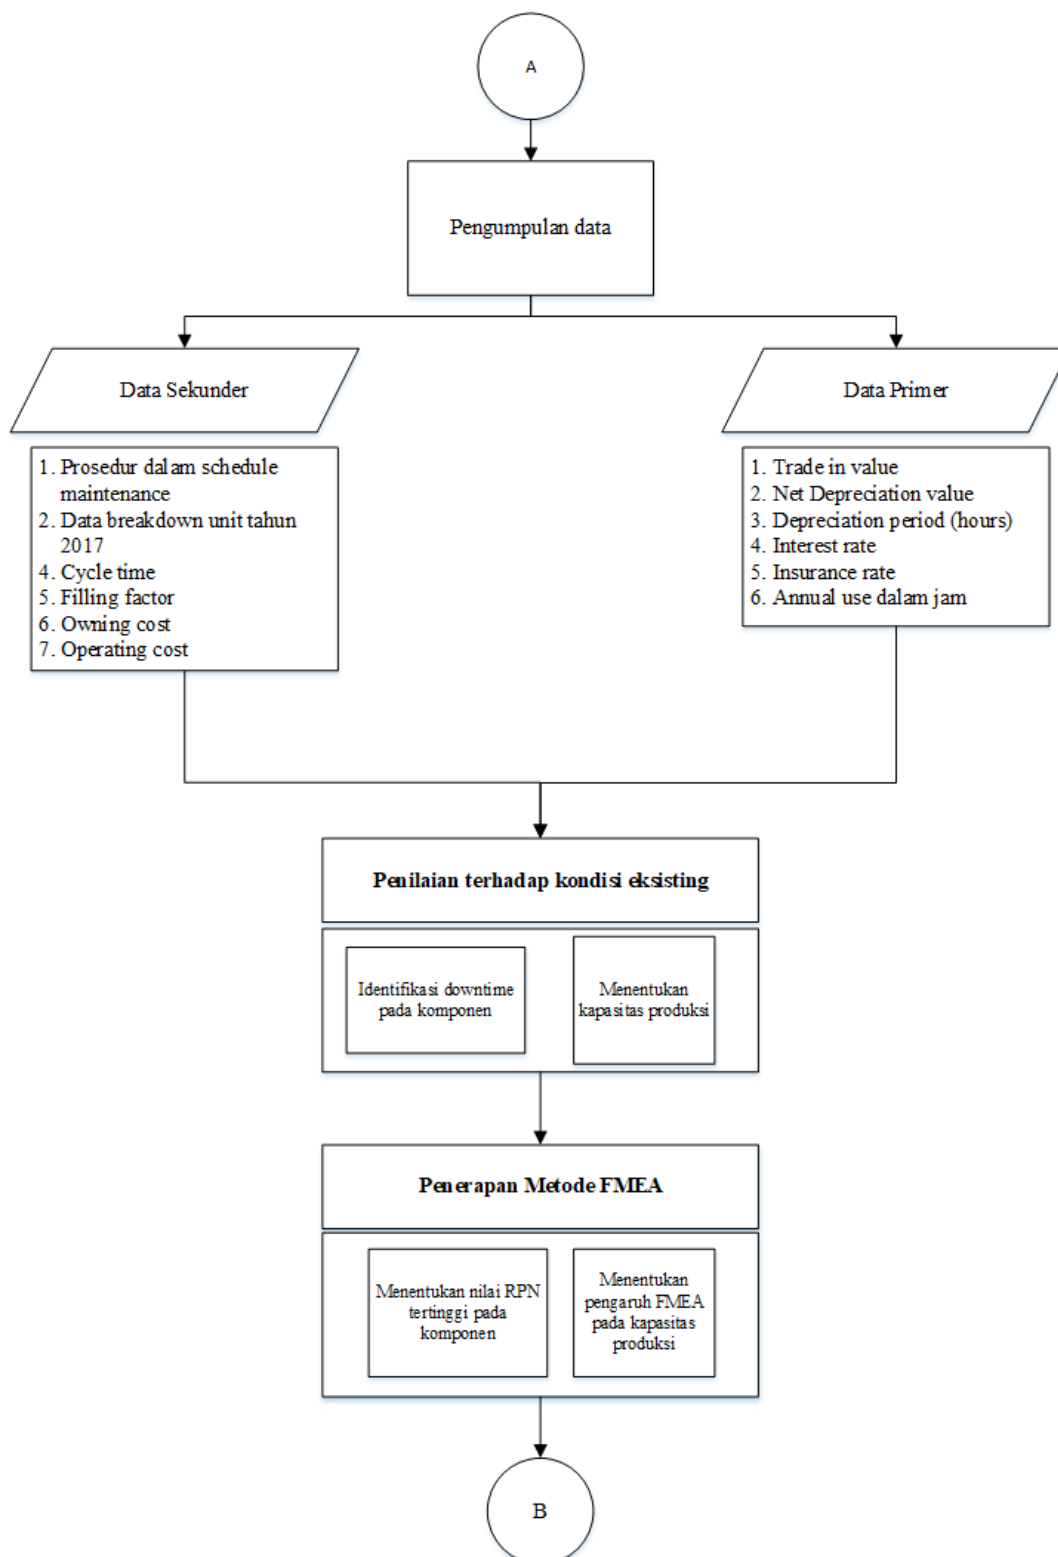 A
Pengumpulan data
Data Sekunder
1. Prosedur dalam schedule
maintenance
2. Data breakdown unit tahun
2017
4. Cycle time
5. Filling factor
6. Owning cost
7. Operating cost
Data Primer
1. Trade in value
2. Net Depreciation value
3. Depreciation period (hours)
4. Interest rate
5. Insurance rate
6. Annual use dalam jam
Penilaian terhadap kondisi eksisting
Identifikasi downtime
pada komponen
Menentukan
kapasitas produksi
Penerapan Metode FMEA
Menentukan nilai RPN
tertinggi pada
komponen
Menentukan
pengaruh FMEA
pada kapasitas
produksi
B